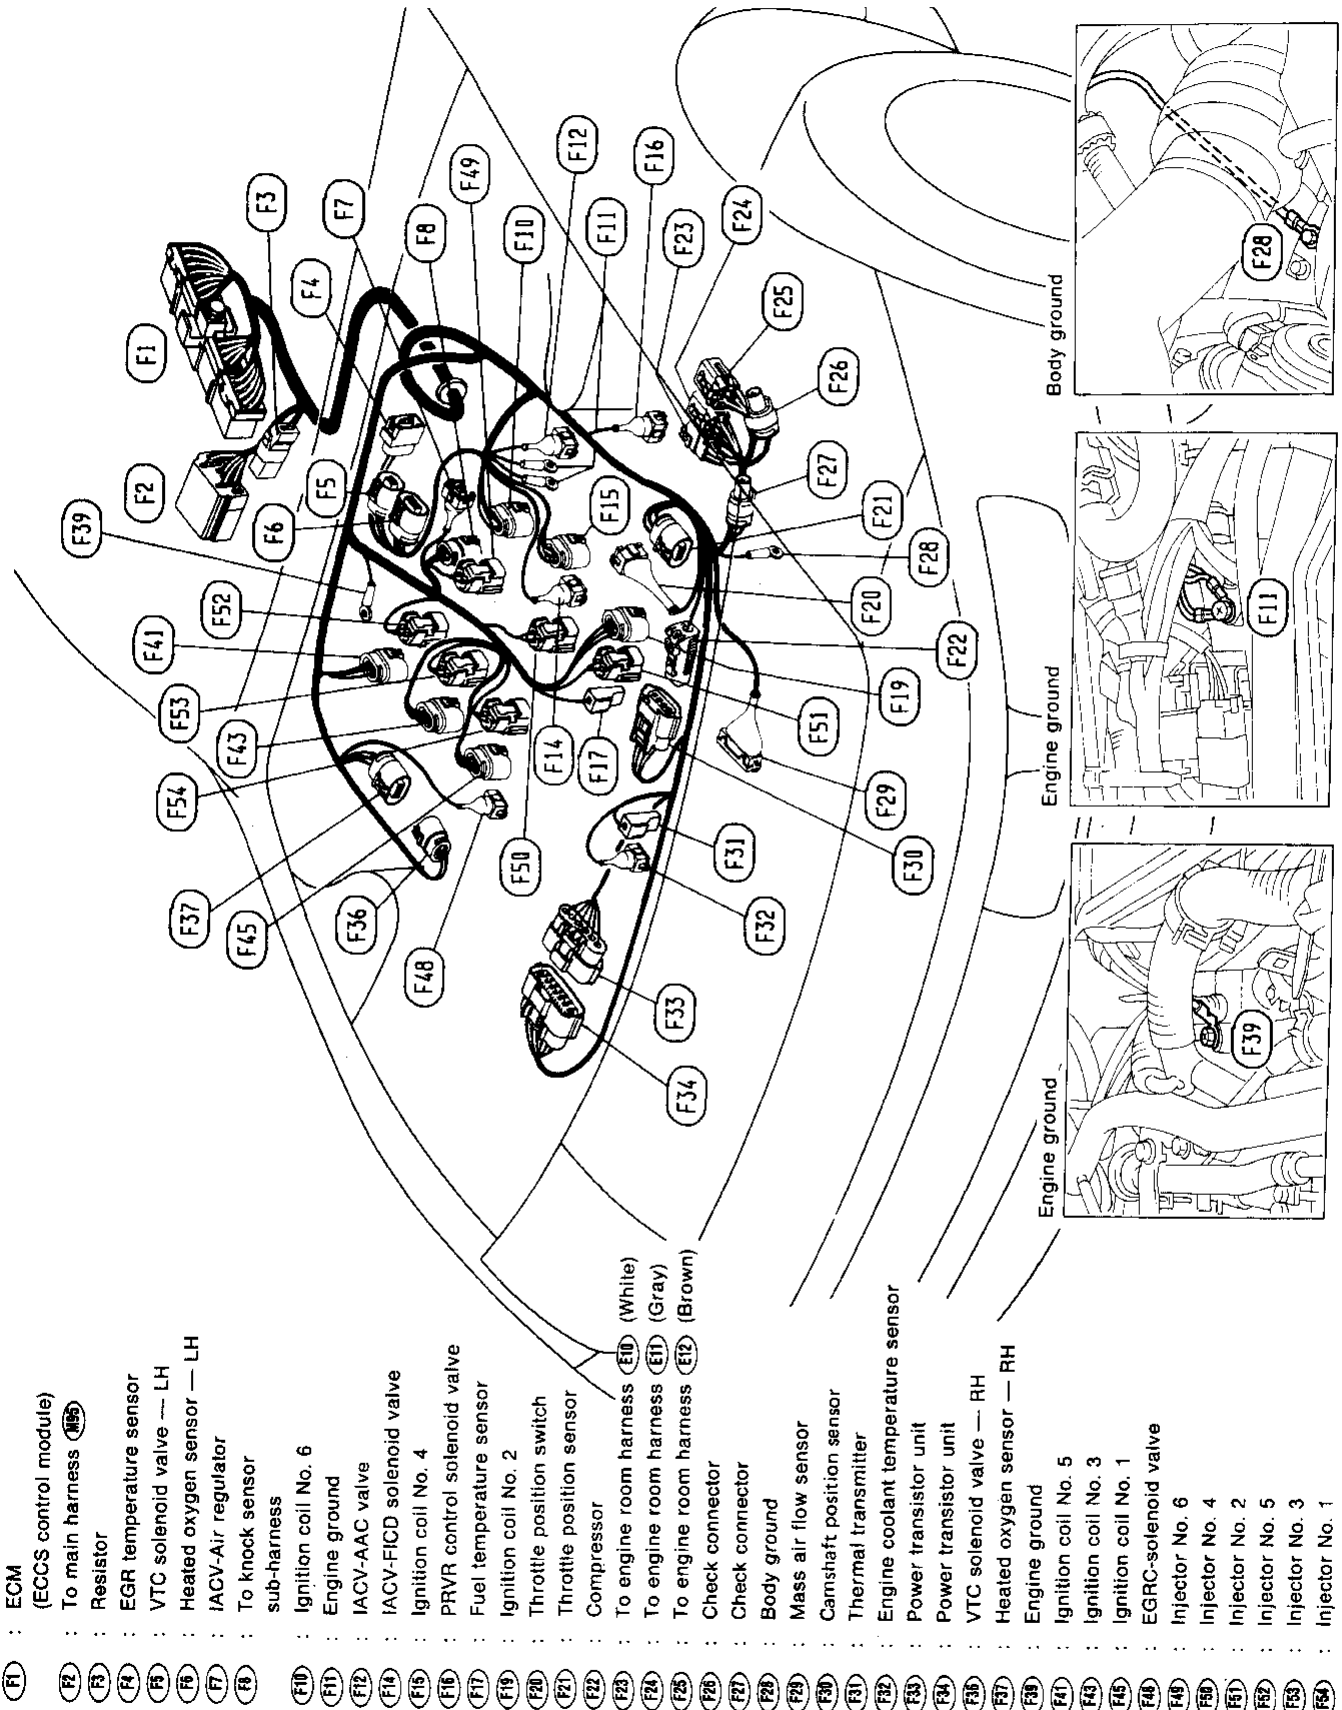 F1 : ECM
(ECCS control module)
F2 : To main harness M95
F3 : Resistor
F4 : EGR temperature sensor
F5 : VTC solenoid valve — LH
F6 : Heated oxygen sensor — LH
F7 : IACV-Air regulator
F8 : To knock sensor
sub-harness
F10 : Ignition coil No. 6
F11 : Engine ground
F12 : IACV-AAC valve
F14 : IACV-FICD solenoid valve
F15 : Ignition coil No. 4
F16 : PRVR control solenoid valve
F17 : Fuel temperature sensor
F19 : Ignition coil No. 2
F20 : Throttle position switch
F21 : Throttle position sensor
F22 : Compressor
F23 : To engine room harness E10 (White)
F24 : To engine room harness E11 (Gray)
F25 : To engine room harness E12 (Brown)
F26 : Check connector
F27 : Check connector
F28 : Body ground
F29 : Mass air flow sensor
F30 : Camshaft position sensor
F31 : Thermal transmitter
F32 : Engine coolant temperature sensor
F33 : Power transistor unit
F34 : Power transistor unit
F36 : VTC solenoid valve — RH
F37 : Heated oxygen sensor — RH
F39 : Engine ground
F41 : Ignition coil No. 5
F43 : Ignition coil No. 3
F45 : Ignition coil No. 1
F48 : EGRC-solenoid valve
F49 : Injector No. 6
F50 : Injector No. 4
F51 : Injector No. 2
F52 : Injector No. 5
F53 : Injector No. 3
F54 : Injector No. 1
F39
F41
F52
F53
F43
F54
F37
F45
F36
F48
F2
F1
F3
F5
F6
F4
F7
F8
F49
F10
F12
F11
F16
F23
F24
F15
F14
F17
F50
F25
F26
F27
F21
F28
F20
F22
F19
F51
F29
F30
F31
F32
F33
F34
Engine ground
F39
Engine ground
F11
Body ground
F28